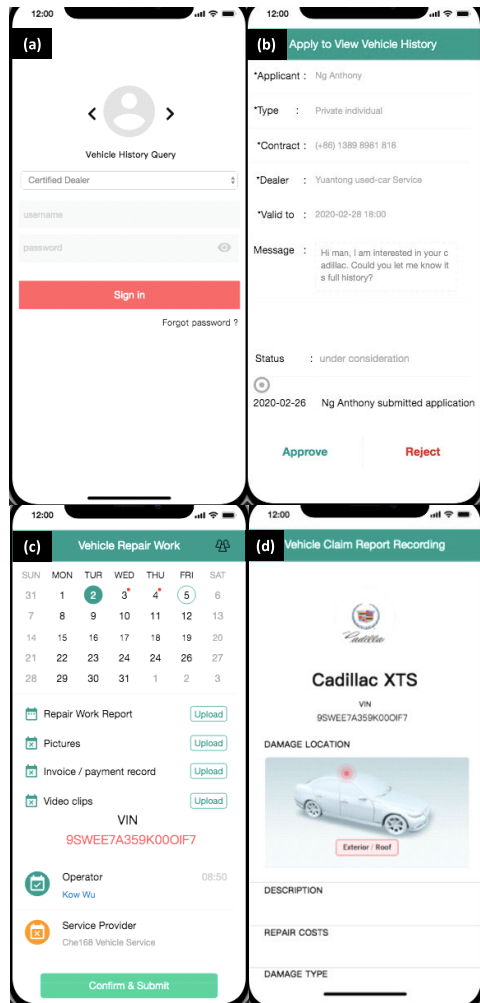 12:00
(a)
Vehicle History Query
Certified Dealer
username
password
Sign in
Forgot password ?
12:00
(b) Apply to View Vehicle History
*Applicant : Ng Anthony
*Type : Private individual
*Contract : (+86) 1389 8981 818
*Dealer : Yuantong used-car Service
*Valid to : 2020-02-28 18:00
Message : Hi man, I am interested in your c
adillac. Could you let me know it
s full history?
Status : under consideration
2020-02-26 Ng Anthony submitted application
Approve Reject
12:00
(c) Vehicle Repair Work
SUN MON TUR WED THU FRI SAT
31 1 2 3 4 5 6
7 8 9 10 11 12 13
14 15 16 17 18 19 20
21 22 23 24 24 26 27
28 29 30 31 1 2 3
Repair Work Report Upload
Pictures Upload
Invoice / payment record Upload
Video clips Upload
VIN
9SWEE7A359K00OIF7
Operator 08:50
Kow Wu
Service Provider
Che168 Vehicle Service
Confirm & Submit
12:00
(d) Vehicle Claim Report Recording
Cadillac
Cadillac XTS
VIN
9SWEE7A359K00OIF7
DAMAGE LOCATION
Exterior / Roof
DESCRIPTION
REPAIR COSTS
DAMAGE TYPE